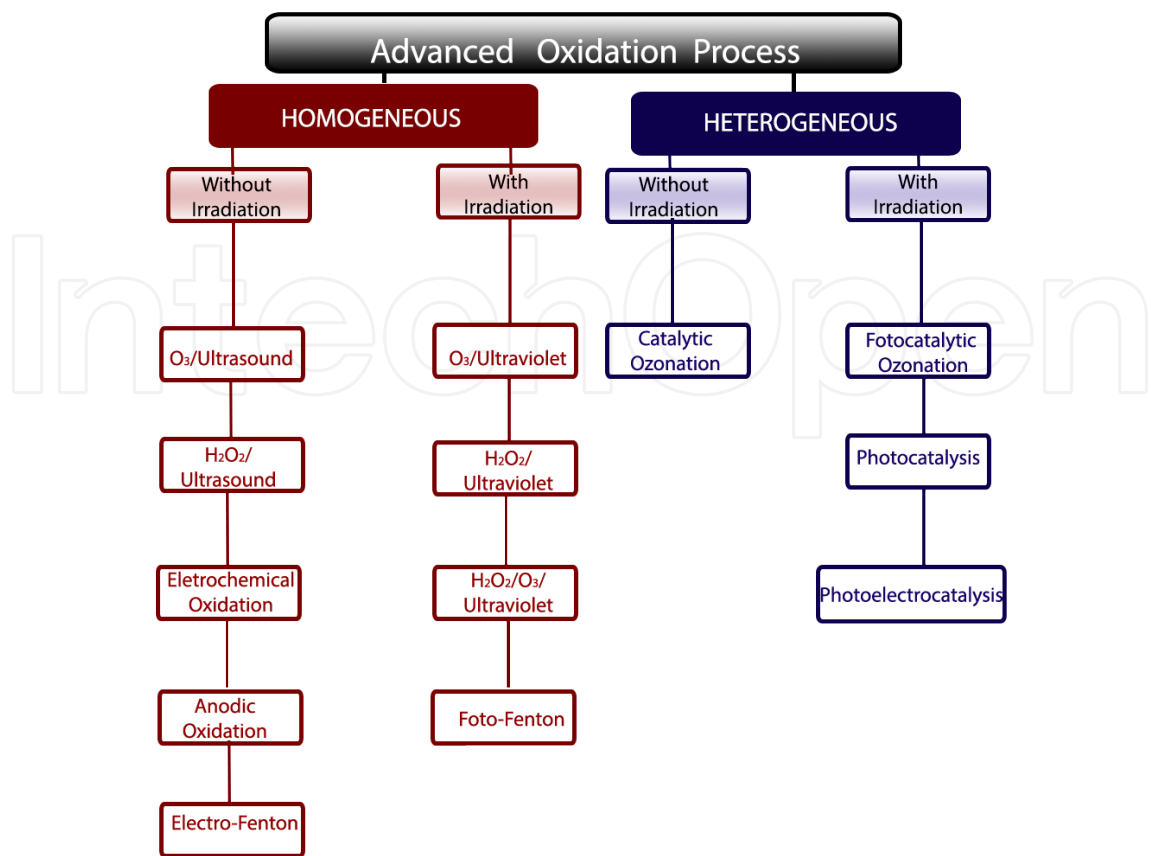 Advanced Oxidation Process
HOMOGENEOUS
HETEROGENEOUS
Without
Irradiation
With
Irradiation
Without
Irradiation
With
Irradiation
O₃/Ultrasound
H₂O₂/
Ultrasound
Eletrochemical
Oxidation
Anodic
Oxidation
Electro-Fenton
O₃/Ultraviolet
H₂O₂/
Ultraviolet
H₂O₂/O₃/
Ultraviolet
Foto-Fenton
Catalytic
Ozonation
Fotocatalytic
Ozonation
Photocatalysis
Photoelectrocatalysis
IntechOpen